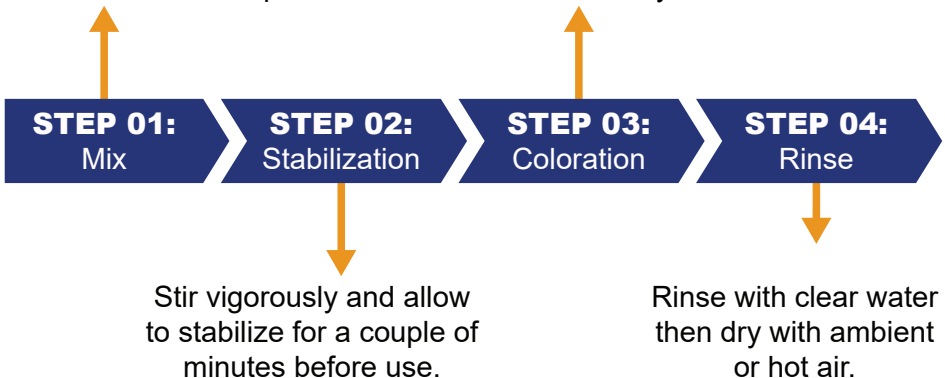 STEP 01:
Mix
STEP 02:
Stabilization
STEP 03:
Coloration
STEP 04:
Rinse
Stir vigorously and allow
to stabilize for a couple of
minutes before use.
Rinse with clear water
then dry with ambient
or hot air.